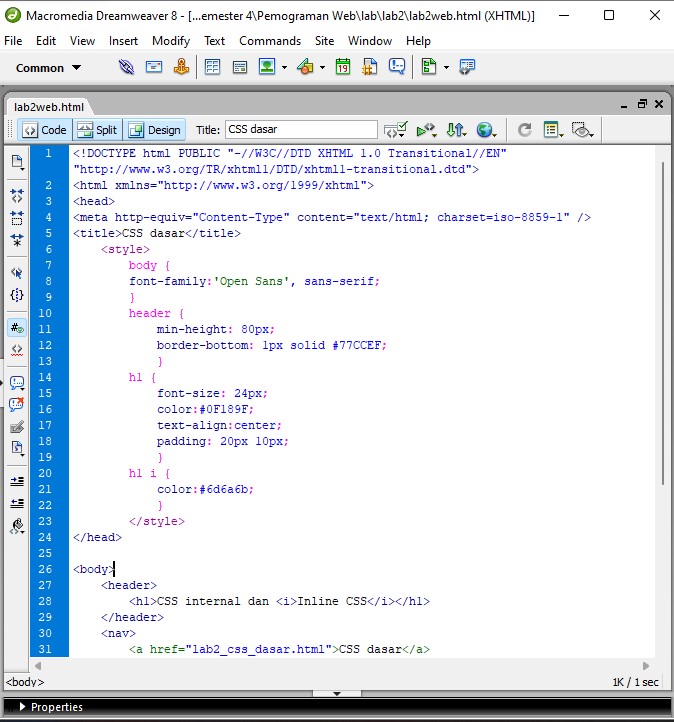 Macromedia Dreamweaver 8 - [...emester 4\Pemograman Web\lab\lab2\lab2web.html (XHTML)]
File Edit View Insert Modify Text Commands Site Window Help
Common
19
lab2web.html
Code Split Design Title: CSS dasar
1 <!DOCTYPE html PUBLIC "-//W3C//DTD XHTML 1.0 Transitional//EN"
"http://www.w3.org/TR/xhtml1/DTD/xhtml1-transitional.dtd">
2 <html xmlns="http://www.w3.org/1999/xhtml">
3 <head>
4 <meta http-equiv="Content-Type" content="text/html; charset=iso-8859-1" />
5 <title>CSS dasar</title>
6 <style>
7 body {
8 font-family:'Open Sans', sans-serif;
9 }
10 header {
11 min-height: 80px;
12 border-bottom: 1px solid #77CCEF;
13 }
14 h1 {
15 font-size: 24px;
16 color:#0F189F;
17 text-align:center;
18 padding: 20px 10px;
19 }
20 h1 i {
21 color:#6d6a6b;
22 }
23 </style>
24 </head>
25
26 <body>
27 <header>
28 <h1>CSS internal dan <i>Inline CSS</i></h1>
29 </header>
30 <nav>
31 <a href="lab2_css_dasar.html">CSS dasar</a>
<body> 1K / 1 sec
Properties